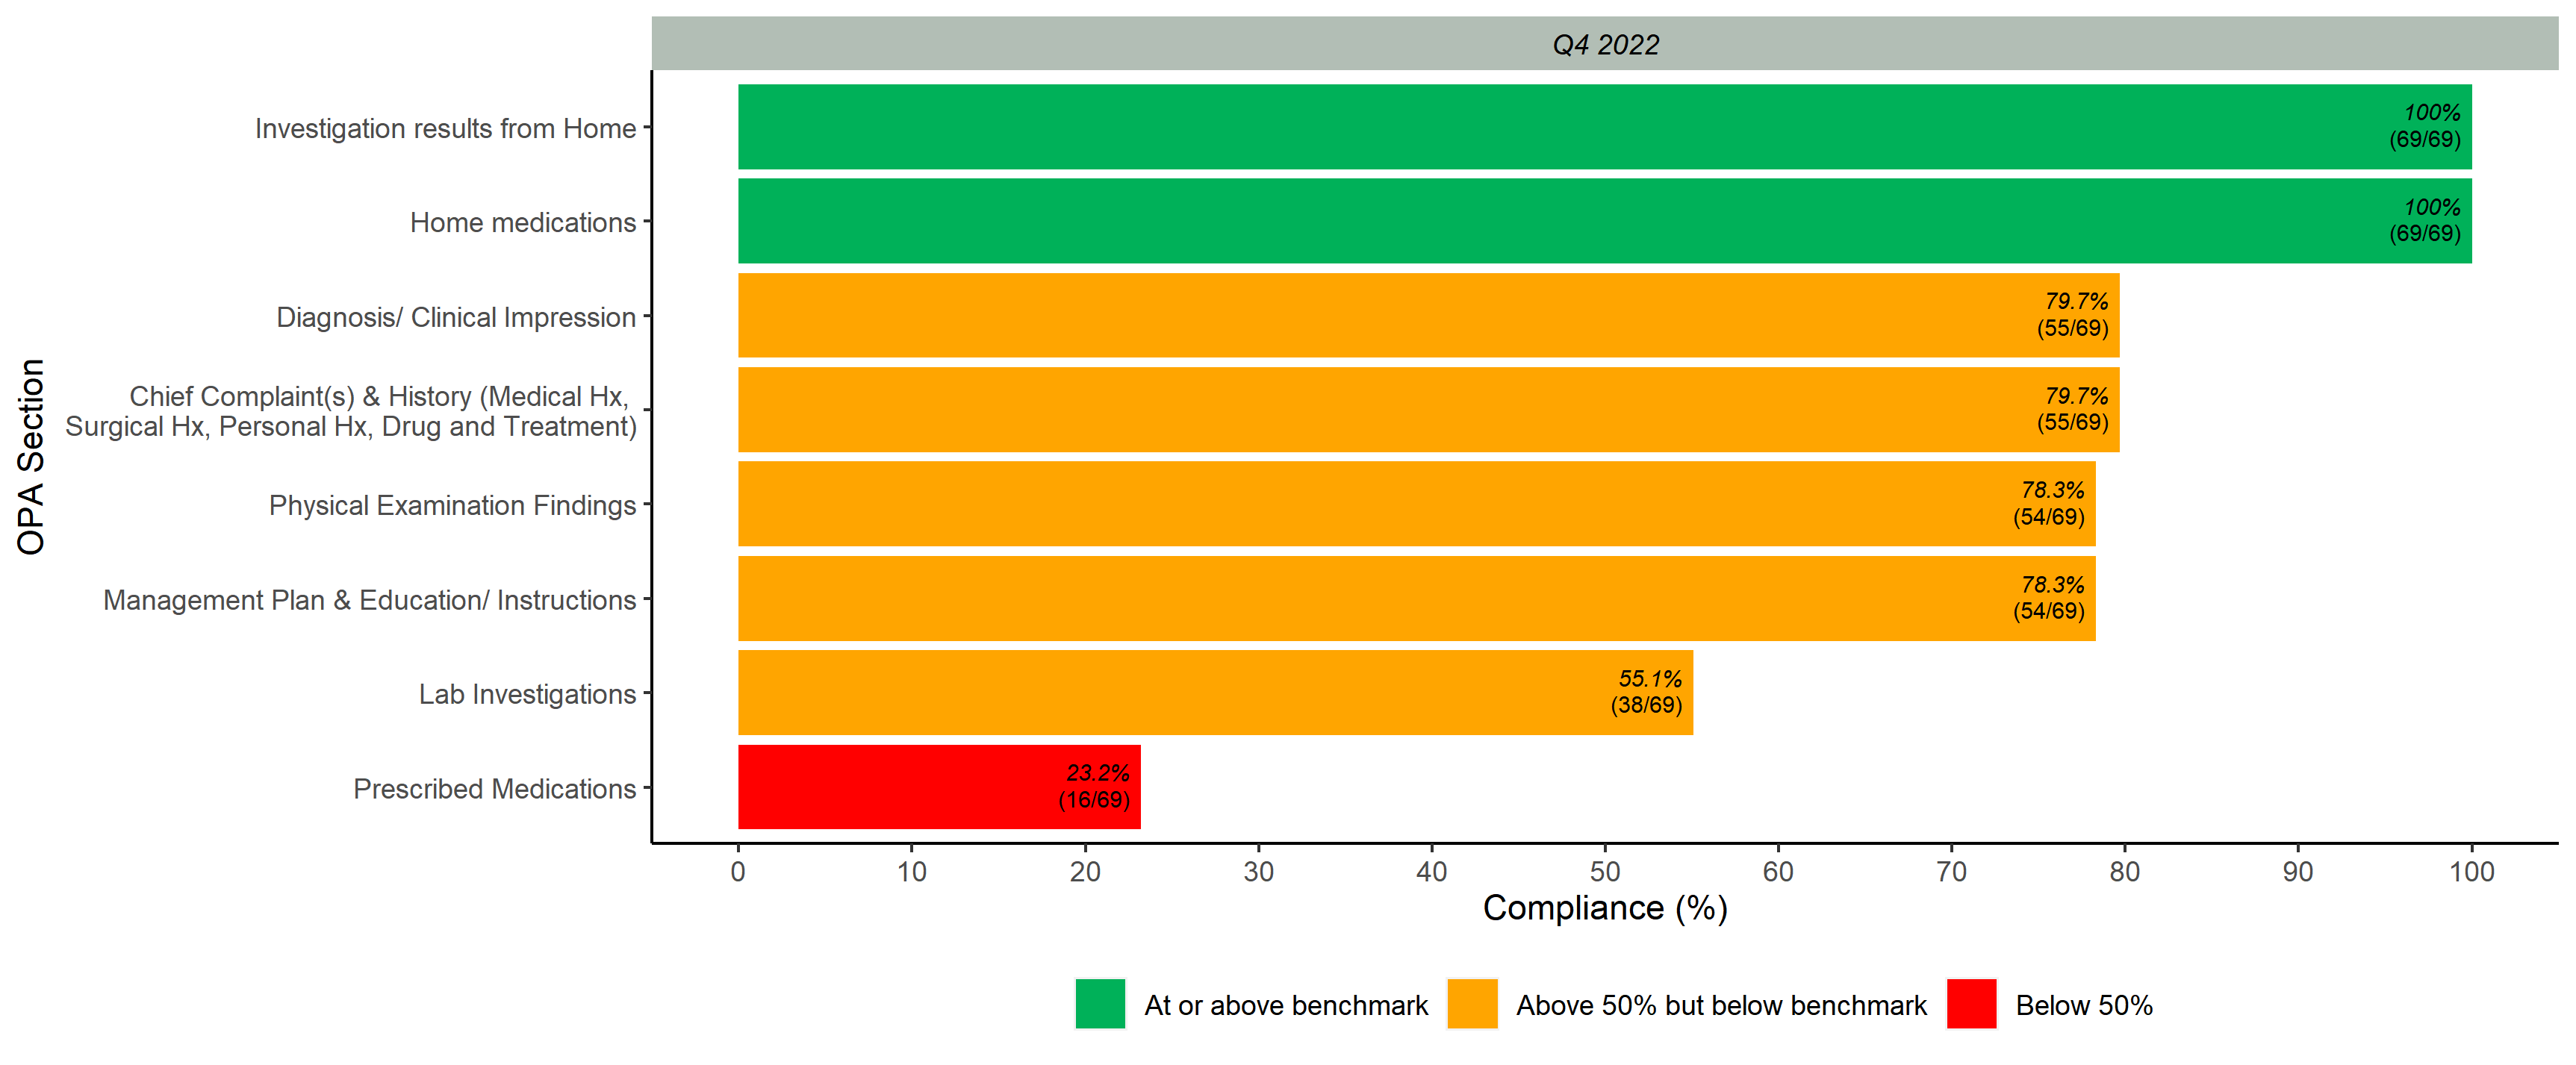 Q4 2022
OPA Section
Investigation results from Home
100%
(69/69)
Home medications
100%
(69/69)
Diagnosis/ Clinical Impression
79.7%
(55/69)
Chief Complaint(s) & History (Medical Hx,
Surgical Hx, Personal Hx, Drug and Treatment)
79.7%
(55/69)
Physical Examination Findings
78.3%
(54/69)
Management Plan & Education/ Instructions
78.3%
(54/69)
Lab Investigations
55.1%
(38/69)
Prescribed Medications
23.2%
(16/69)
0 10 20 30 40 50 60 70 80 90 100
Compliance (%)
At or above benchmark Above 50% but below benchmark Below 50%